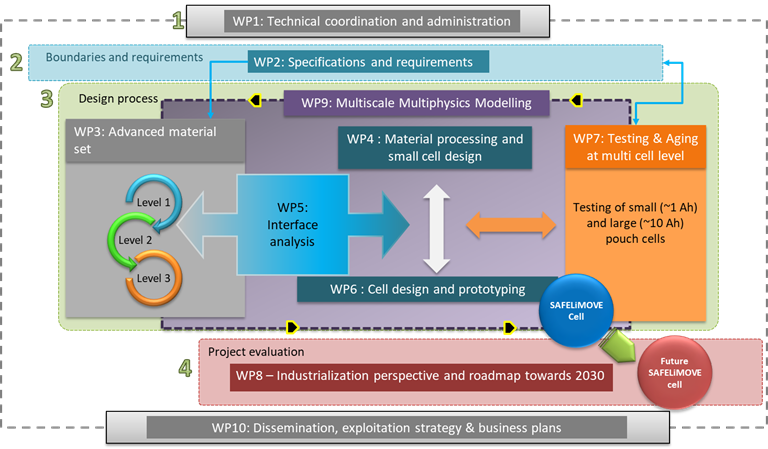 1
WP1: Technical coordination and administration
2
Boundaries and requirements
WP2: Specifications and requirements
3
Design process
WP9: Multiscale Multiphysics Modelling
WP3: Advanced material
set
WP4 : Material processing and
small cell design
WP7: Testing & Aging
at multi cell level
Level 1
Level 2
Level 3
WP5:
Interface
analysis
Testing of small (~1 Ah)
and large (~10 Ah)
pouch cells
WP6 : Cell design and prototyping
SAFELiMOVE
Cell
4
Project evaluation
WP8 – Industrialization perspective and roadmap towards 2030
Future
SAFELiMOVE
cell
WP10: Dissemination, exploitation strategy & business plans